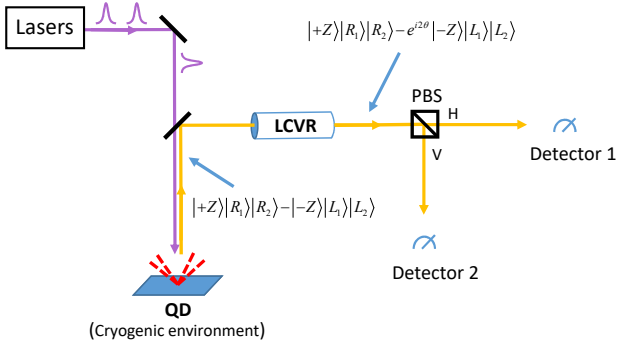 Lasers
|+Z⟩|R₁⟩|R₂⟩−e^{i2θ}|−Z⟩|L₁⟩|L₂⟩
PBS
H
LCVR
V
Detector 1
|+Z⟩|R₁⟩|R₂⟩−|−Z⟩|L₁⟩|L₂⟩
Detector 2
QD
(Cryogenic environment)